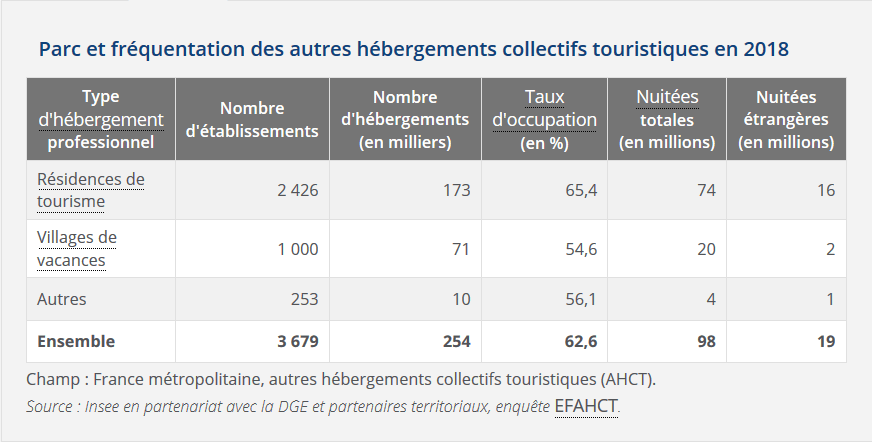 Parc et fréquentation des autres hébergements collectifs touristiques en 2018
Type d'hébergement professionnel | Nombre d'établissements | Nombre d'hébergements (en milliers) | Taux d'occupation (en %) | Nuitées totales (en millions) | Nuitées étrangères (en millions)
Résidences de tourisme | 2 426 | 173 | 65,4 | 74 | 16
Villages de vacances | 1 000 | 71 | 54,6 | 20 | 2
Autres | 253 | 10 | 56,1 | 4 | 1
Ensemble | 3 679 | 254 | 62,6 | 98 | 19
Champ : France métropolitaine, autres hébergements collectifs touristiques (AHCT).
Source : Insee en partenariat avec la DGE et partenaires territoriaux, enquête EFAHCT.